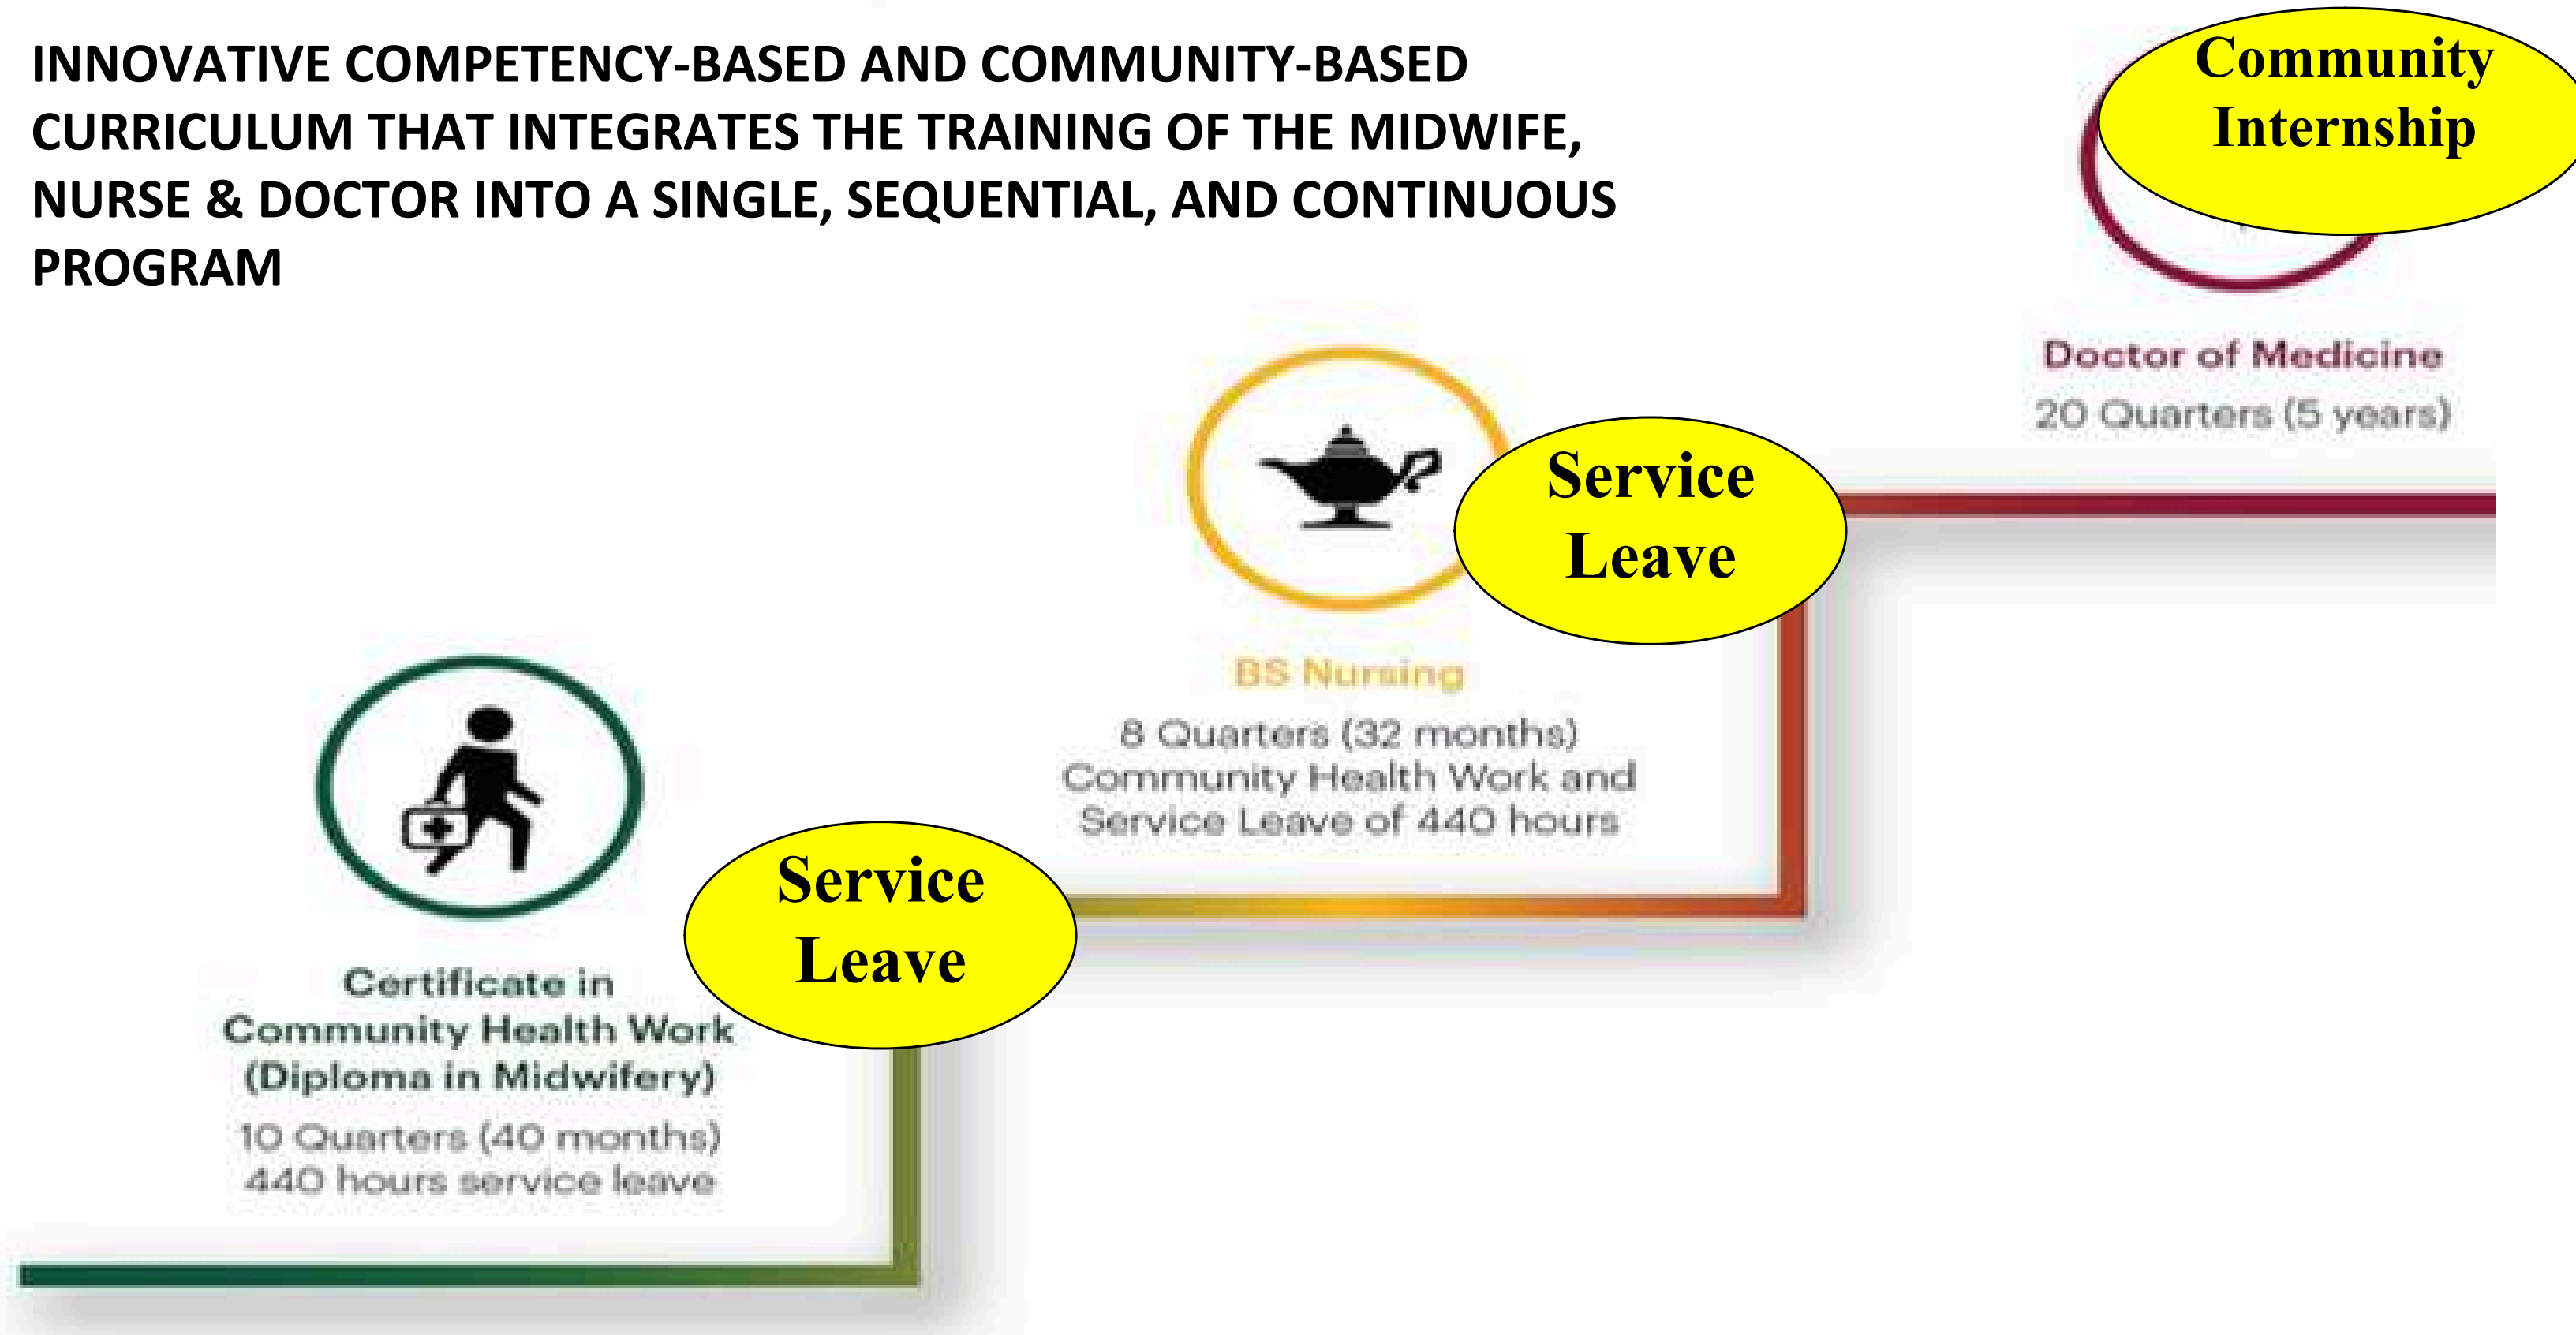 INNOVATIVE COMPETENCY-BASED AND COMMUNITY-BASED
CURRICULUM THAT INTEGRATES THE TRAINING OF THE MIDWIFE,
NURSE & DOCTOR INTO A SINGLE, SEQUENTIAL, AND CONTINUOUS
PROGRAM
Community
Internship
Doctor of Medicine
20 Quarters (5 years)
Service
Leave
BS Nursing
8 Quarters (32 months)
Community Health Work and
Service Leave of 440 hours
Service
Leave
Certificate in
Community Health Work
(Diploma in Midwifery)
10 Quarters (40 months)
440 hours service leave